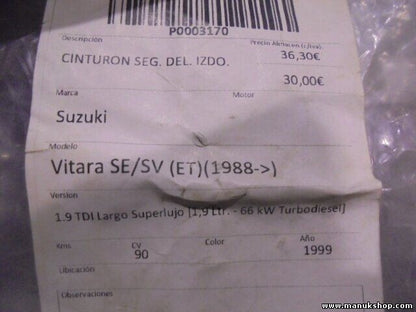 P0003170
Descripción Precio Almacen (c/iva)
CINTURON SEG. DEL. IZDO. 36,30€
30,00€
Marca Motor
Suzuki
Modelo
Vitara SE/SV (ET)(1988->)
Version
1.9 TDI Largo Superlujo [1,9 Ltr. - 66 kW Turbodiesel]
Kms CV Color Año
90 1999
Ubicación
Observaciones
www.manukshop.com